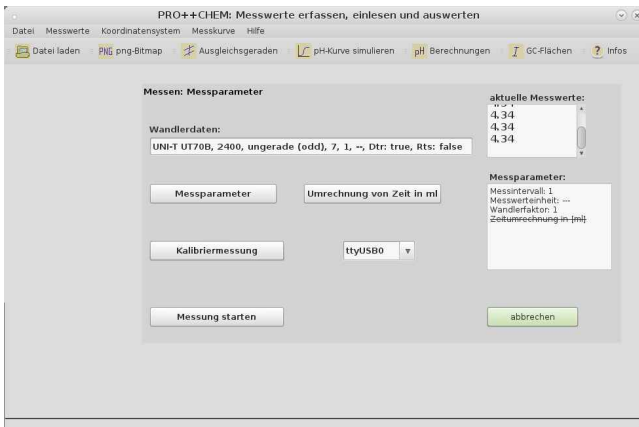 PRO++CHEM: Messwerte erfassen, einlesen und auswerten
Datei Messwerte Koordinatensystem Messkurve Hilfe
Datei laden PNG png-Bitmap Ausgleichsgeraden pH-Kurve simulieren pH Berechnungen GC-Flächen ? Infos
Messen: Messparameter
aktuelle Messwerte:
4.34
4.34
4.34
4.34
Wandlerdaten:
UNI-T UT70B, 2400, ungerade (odd), 7, 1, --, Dtr: true, Rts: false
Messparameter:
Messintervall: 1
Messwerteinheit: ---
Wandlerfaktor: 1
Zeitumrechnung in [ml]
Messparameter
Umrechnung von Zeit in ml
Kalibriermessung
ttyUSB0
Messung starten
abbrechen